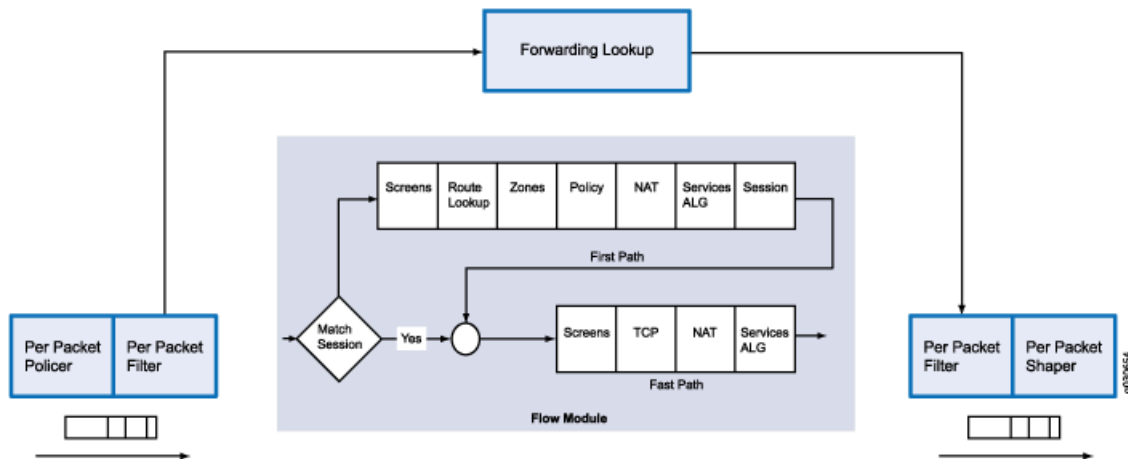 Forwarding Lookup
Screens
Route
Lookup
Zones
Policy
NAT
Services
ALG
Session
First Path
Match
Session
Yes
Screens
TCP
NAT
Services
ALG
Fast Path
Flow Module
Per Packet
Policer
Per Packet
Filter
Per Packet
Filter
Per Packet
Shaper
g030654